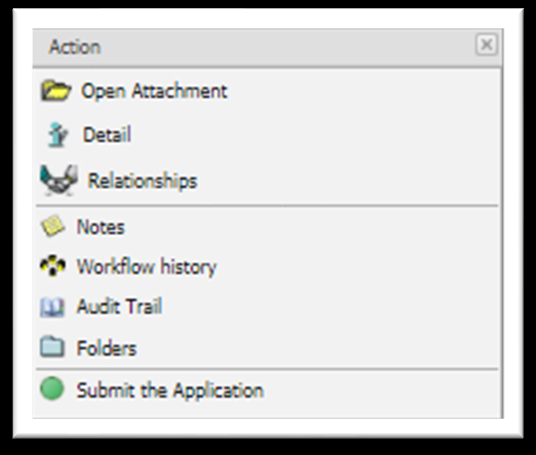 Action
Open Attachment
Detail
Relationships
Notes
Workflow history
Audit Trail
Folders
Submit the Application